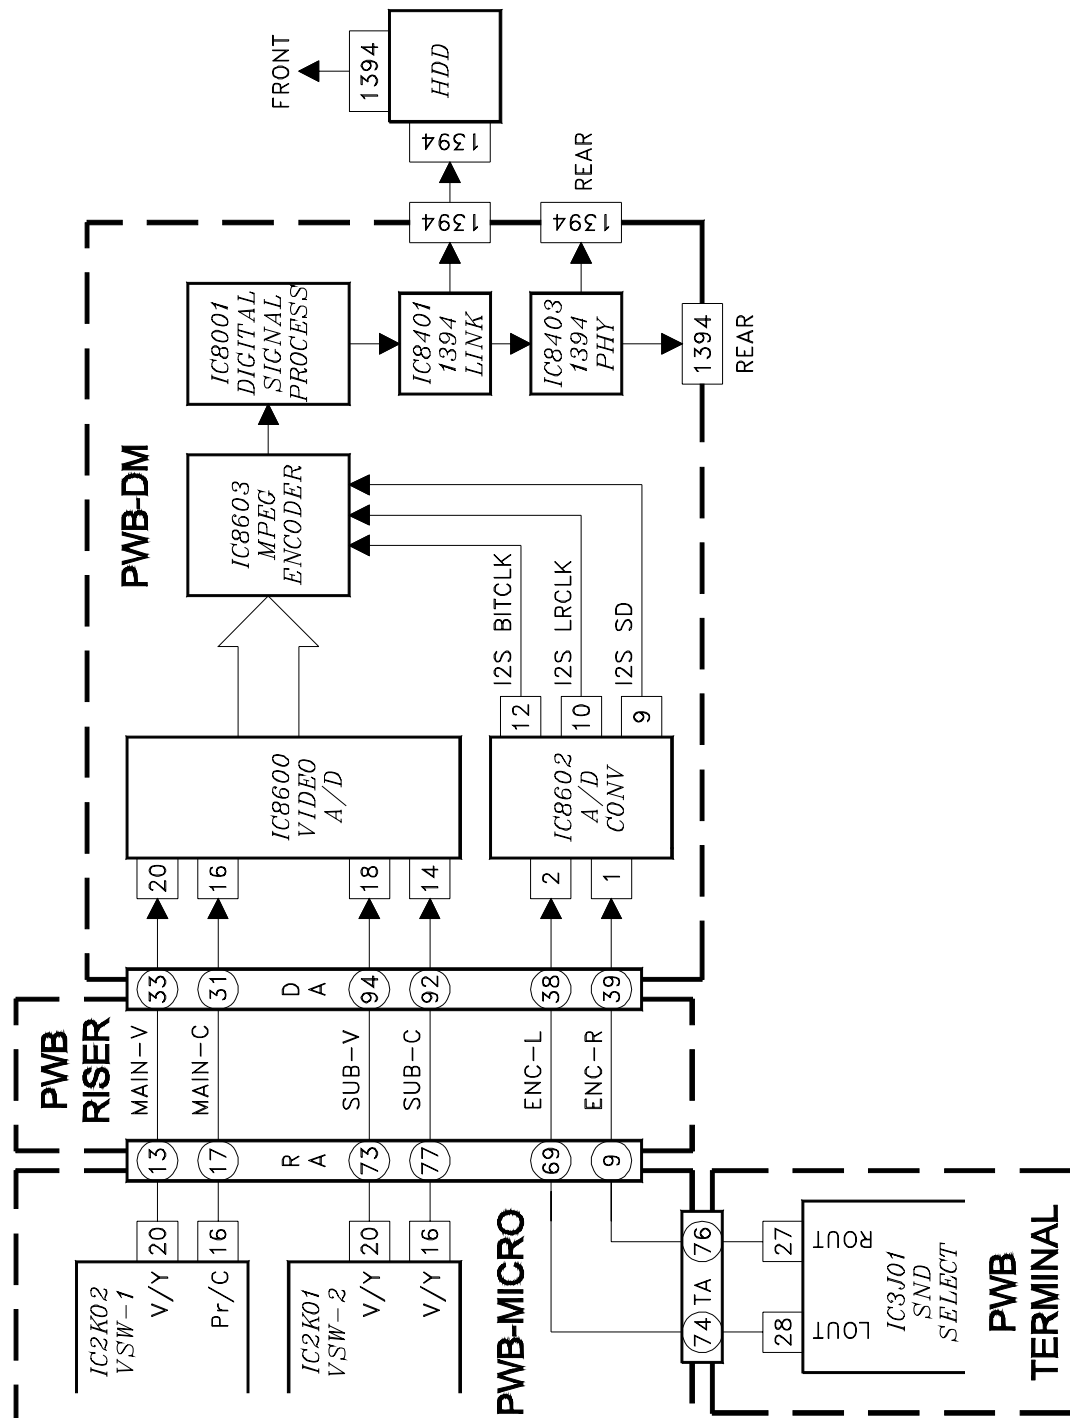 FRONT
1394
HDD
1394
REAR
1394
1394
IC8001
DIGITAL
SIGNAL
PROCESS
IC8401
1394
LINK
IC8403
1394
PHY
1394
REAR
PWB-DM
IC8603
MPEG
ENCODER
I2S BITCLK
I2S LRCLK
I2S SD
12
10
9
IC8600
VIDEO
A/D
IC8602
A/D
CONV
20
16
18
14
2
1
33
31
D
A
94
92
38
39
PWB
RISER
MAIN-V
MAIN-C
SUB-V
SUB-C
ENC-L
ENC-R
13
17
R
A
73
77
69
9
20
16
20
16
IC2K02
VSW-1
V/Y
Pr/C
IC2K01
VSW-2
V/Y
V/Y
PWB-MICRO
74
TA
76
28
27
LOUT
ROUT
IC3J01
SND
SELECT
PWB
TERMINAL